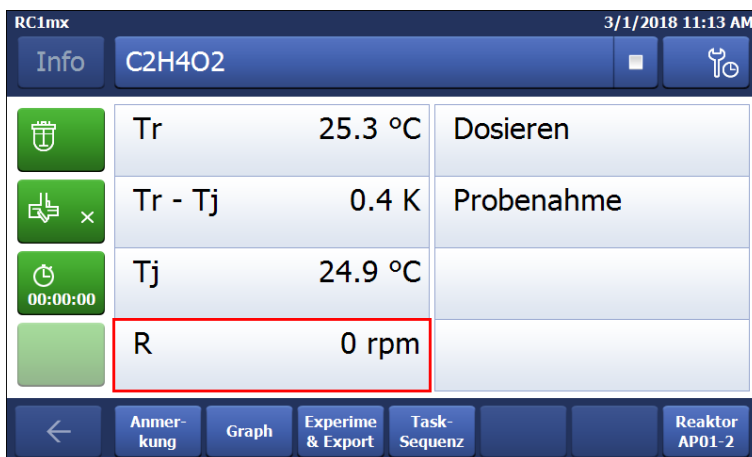 RC1mx 3/1/2018 11:13 AM
Info C2H4O2
Tr 25.3 °C Dosieren
Tr - Tj 0.4 K Probenahme
Tj 24.9 °C
00:00:00
R 0 rpm
Anmer-
kung
Graph
Experime
& Export
Task-
Sequenz
Reaktor
AP01-2